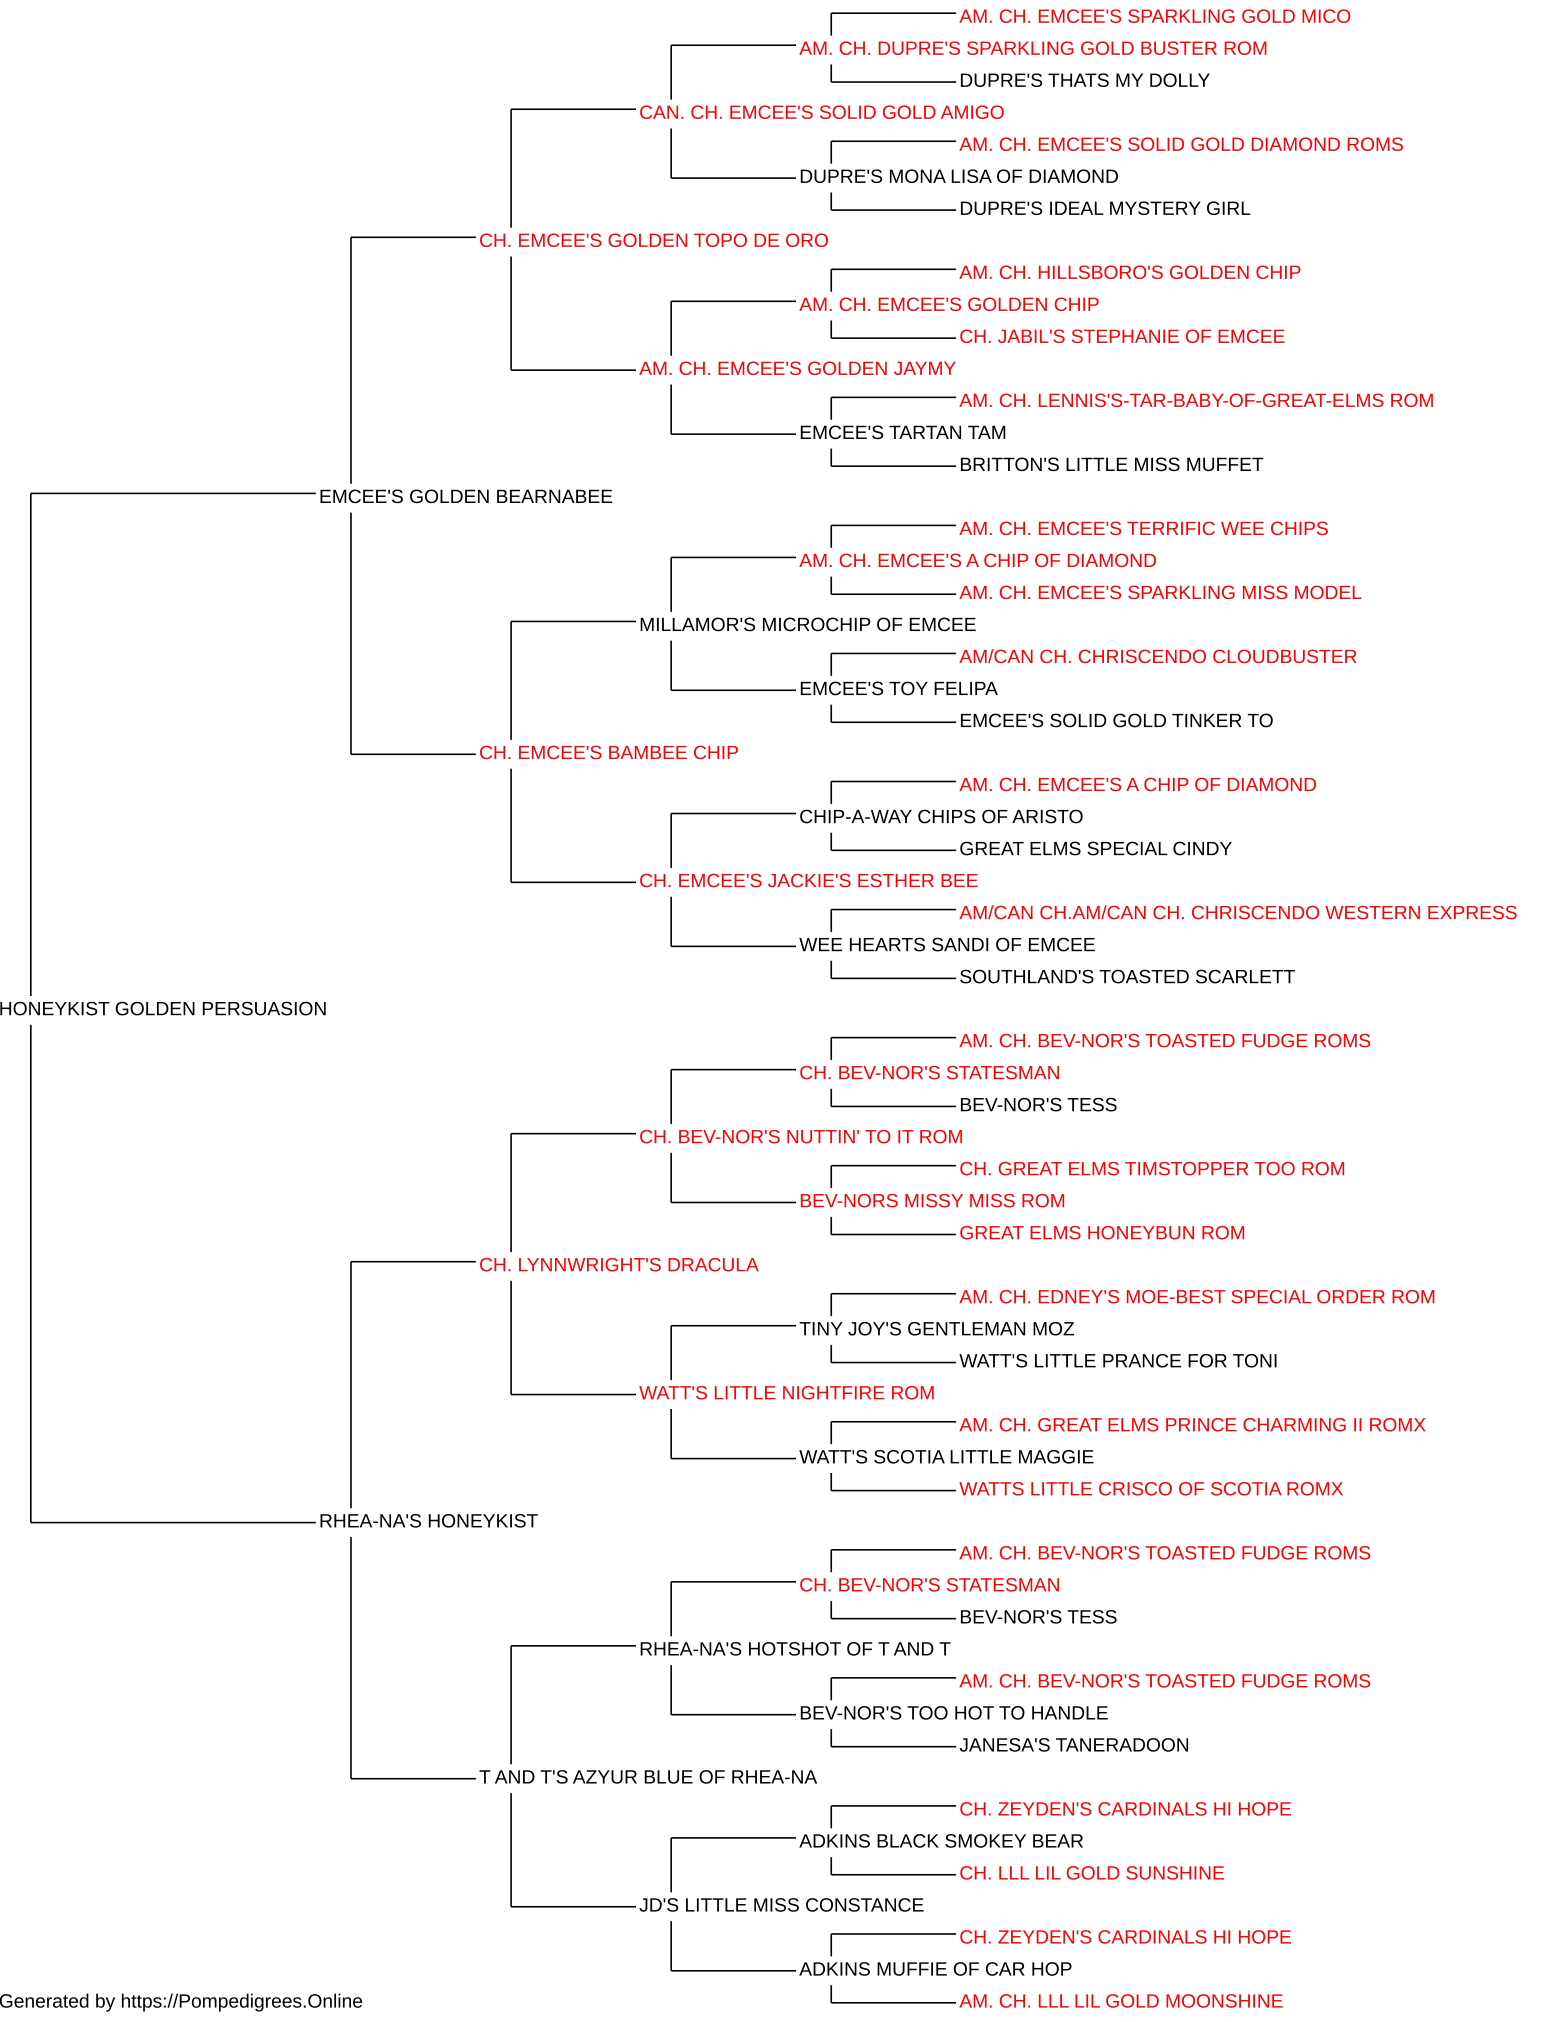 AM. CH. EMCEE'S SPARKLING GOLD MICO
AM. CH. DUPRE'S SPARKLING GOLD BUSTER ROM
DUPRE'S THATS MY DOLLY
CAN. CH. EMCEE'S SOLID GOLD AMIGO
AM. CH. EMCEE'S SOLID GOLD DIAMOND ROMS
DUPRE'S MONA LISA OF DIAMOND
DUPRE'S IDEAL MYSTERY GIRL
CH. EMCEE'S GOLDEN TOPO DE ORO
AM. CH. HILLSBORO'S GOLDEN CHIP
AM. CH. EMCEE'S GOLDEN CHIP
CH. JABIL'S STEPHANIE OF EMCEE
AM. CH. EMCEE'S GOLDEN JAYMY
AM. CH. LENNIS'S-TAR-BABY-OF-GREAT-ELMS ROM
EMCEE'S TARTAN TAM
BRITTON'S LITTLE MISS MUFFET
EMCEE'S GOLDEN BEARNABEE
AM. CH. EMCEE'S TERRIFIC WEE CHIPS
AM. CH. EMCEE'S A CHIP OF DIAMOND
AM. CH. EMCEE'S SPARKLING MISS MODEL
MILLAMOR'S MICROCHIP OF EMCEE
AM/CAN CH. CHRISCENDO CLOUDBUSTER
EMCEE'S TOY FELIPA
EMCEE'S SOLID GOLD TINKER TO
CH. EMCEE'S BAMBEE CHIP
AM. CH. EMCEE'S A CHIP OF DIAMOND
CHIP-A-WAY CHIPS OF ARISTO
GREAT ELMS SPECIAL CINDY
CH. EMCEE'S JACKIE'S ESTHER BEE
AM/CAN CH.AM/CAN CH. CHRISCENDO WESTERN EXPRESS
WEE HEARTS SANDI OF EMCEE
SOUTHLAND'S TOASTED SCARLETT
HONEYKIST GOLDEN PERSUASION
AM. CH. BEV-NOR'S TOASTED FUDGE ROMS
CH. BEV-NOR'S STATESMAN
BEV-NOR'S TESS
CH. BEV-NOR'S NUTTIN' TO IT ROM
CH. GREAT ELMS TIMSTOPPER TOO ROM
BEV-NORS MISSY MISS ROM
GREAT ELMS HONEYBUN ROM
CH. LYNNWRIGHT'S DRACULA
AM. CH. EDNEY'S MOE-BEST SPECIAL ORDER ROM
TINY JOY'S GENTLEMAN MOZ
WATT'S LITTLE PRANCE FOR TONI
WATT'S LITTLE NIGHTFIRE ROM
AM. CH. GREAT ELMS PRINCE CHARMING II ROMX
WATT'S SCOTIA LITTLE MAGGIE
WATTS LITTLE CRISCO OF SCOTIA ROMX
RHEA-NA'S HONEYKIST
AM. CH. BEV-NOR'S TOASTED FUDGE ROMS
CH. BEV-NOR'S STATESMAN
BEV-NOR'S TESS
RHEA-NA'S HOTSHOT OF T AND T
AM. CH. BEV-NOR'S TOASTED FUDGE ROMS
BEV-NOR'S TOO HOT TO HANDLE
JANESA'S TANERADOON
T AND T'S AZYUR BLUE OF RHEA-NA
CH. ZEYDEN'S CARDINALS HI HOPE
ADKINS BLACK SMOKEY BEAR
CH. LLL LIL GOLD SUNSHINE
JD'S LITTLE MISS CONSTANCE
CH. ZEYDEN'S CARDINALS HI HOPE
ADKINS MUFFIE OF CAR HOP
AM. CH. LLL LIL GOLD MOONSHINE
Generated by https://Pompedigrees.Online